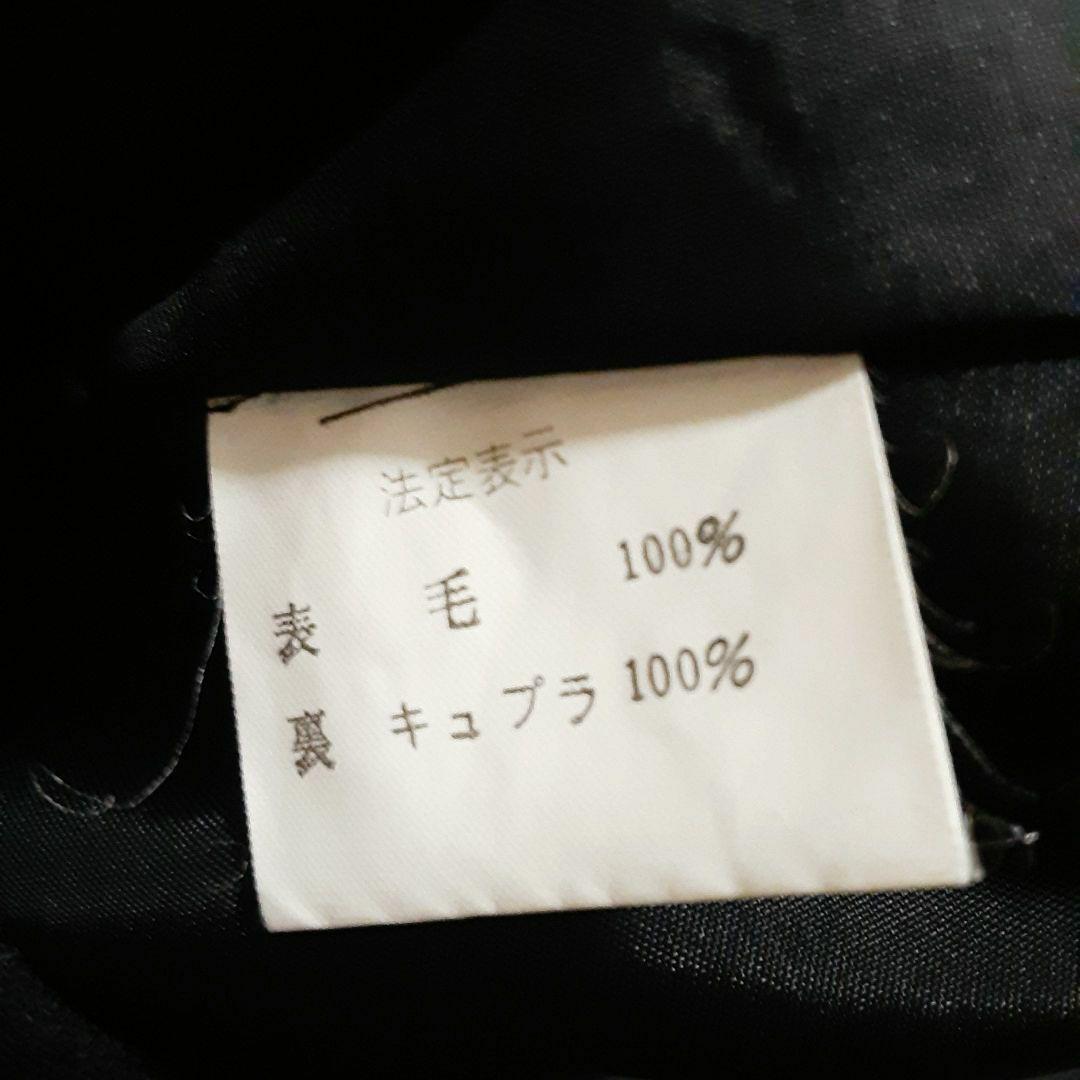 法定表示
表 毛 100%
裏 キュプラ 100%